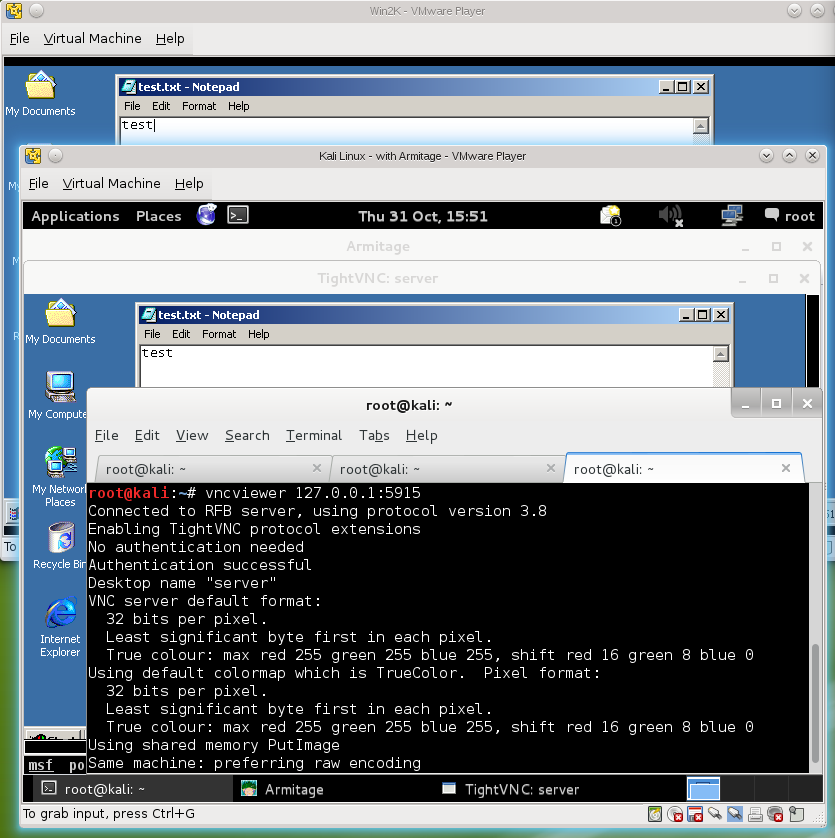 Win2K - VMware Player
File Virtual Machine Help
My Documents
test.txt - Notepad
File Edit Format Help
test
Kali Linux - with Armitage - VMware Player
File Virtual Machine Help
Applications Places Thu 31 Oct, 15:51 root
Armitage
TightVNC: server
My Documents
test.txt - Notepad
File Edit Format Help
test
My Compute
My Networ
Places
Recycle Bin
Internet
Explorer
root@kali: ~
File Edit View Search Terminal Tabs Help
root@kali: ~ root@kali: ~ root@kali: ~
root@kali:~# vncviewer 127.0.0.1:5915
Connected to RFB server, using protocol version 3.8
Enabling TightVNC protocol extensions
No authentication needed
Authentication successful
Desktop name "server"
VNC server default format:
32 bits per pixel.
Least significant byte first in each pixel.
True colour: max red 255 green 255 blue 255, shift red 16 green 8 blue 0
Using default colormap which is TrueColor. Pixel format:
32 bits per pixel.
Least significant byte first in each pixel.
True colour: max red 255 green 255 blue 255, shift red 16 green 8 blue 0
Using shared memory PutImage
Same machine: preferring raw encoding
msf po
root@kali: ~ Armitage TightVNC: server
To
To grab input, press Ctrl+G